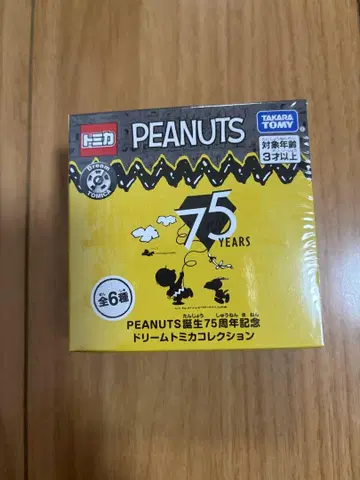 トミカ
PEANUTS
TAKARA
TOMY
対象年齢
3才以上
Dream
TOMICA
75
YEARS
全6種
PEANUTS誕生75周年記念
ドリームトミカコレクション